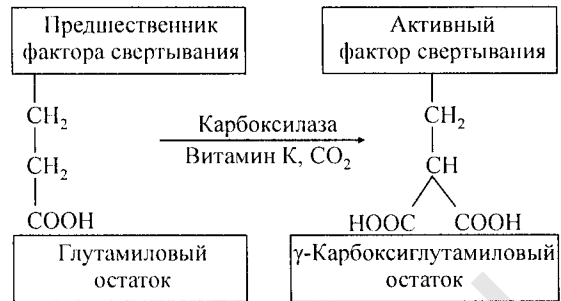 Предшественник
фактора свертывания
CH₂
CH₂
COOH
Глутамиловый
остаток
Карбоксилаза
Витамин К, CO₂
Активный
фактор свертывания
CH₂
CH
HOOC COOH
γ-Карбоксиглутамиловый
остаток